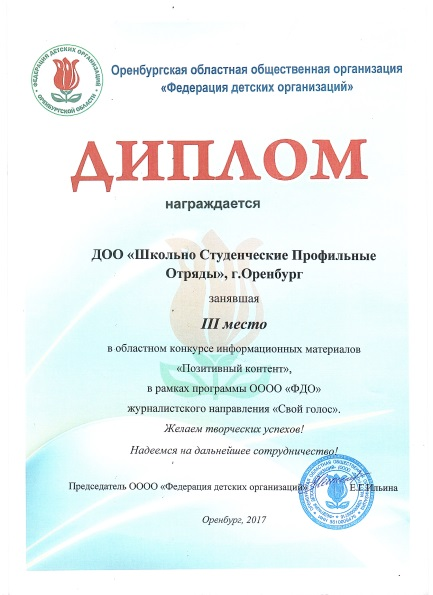 ФЕДЕРАЦИЯ ДЕТСКИХ ОРГАНИЗАЦИЙ
ОРЕНБУРГСКОЙ ОБЛАСТИ
Оренбургская областная общественная организация
«Федерация детских организаций»
ДИПЛОМ
награждается
ДОО «Школьно Студенческие Профильные
Отряды», г.Оренбург
занявшая
III место
в областном конкурсе информационных материалов
«Позитивный контент»,
в рамках программы ОООО «ФДО»
журналистского направления «Свой голос».
Желаем творческих успехов!
Надеемся на дальнейшее сотрудничество!
Председатель ОООО «Федерация детских организаций» Е.Г.Ильина
Оренбург, 2017